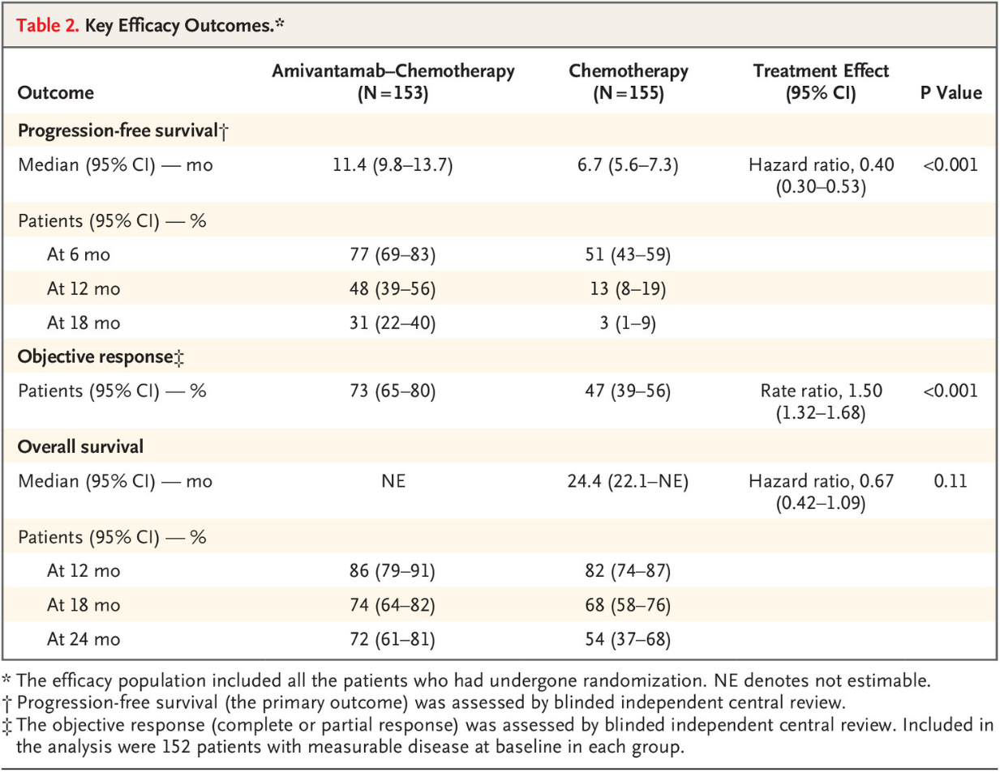 Table 2. Key Efficacy Outcomes.*
Outcome Amivantamab–Chemotherapy (N=153) Chemotherapy (N=155) Treatment Effect (95% CI) P Value
Progression-free survival†
Median (95% CI) — mo 11.4 (9.8–13.7) 6.7 (5.6–7.3) Hazard ratio, 0.40 (0.30–0.53) <0.001
Patients (95% CI) — %
At 6 mo 77 (69–83) 51 (43–59)
At 12 mo 48 (39–56) 13 (8–19)
At 18 mo 31 (22–40) 3 (1–9)
Objective response‡
Patients (95% CI) — % 73 (65–80) 47 (39–56) Rate ratio, 1.50 (1.32–1.68) <0.001
Overall survival
Median (95% CI) — mo NE 24.4 (22.1–NE) Hazard ratio, 0.67 (0.42–1.09) 0.11
Patients (95% CI) — %
At 12 mo 86 (79–91) 82 (74–87)
At 18 mo 74 (64–82) 68 (58–76)
At 24 mo 72 (61–81) 54 (37–68)
* The efficacy population included all the patients who had undergone randomization. NE denotes not estimable.
† Progression-free survival (the primary outcome) was assessed by blinded independent central review.
‡ The objective response (complete or partial response) was assessed by blinded independent central review. Included in
the analysis were 152 patients with measurable disease at baseline in each group.